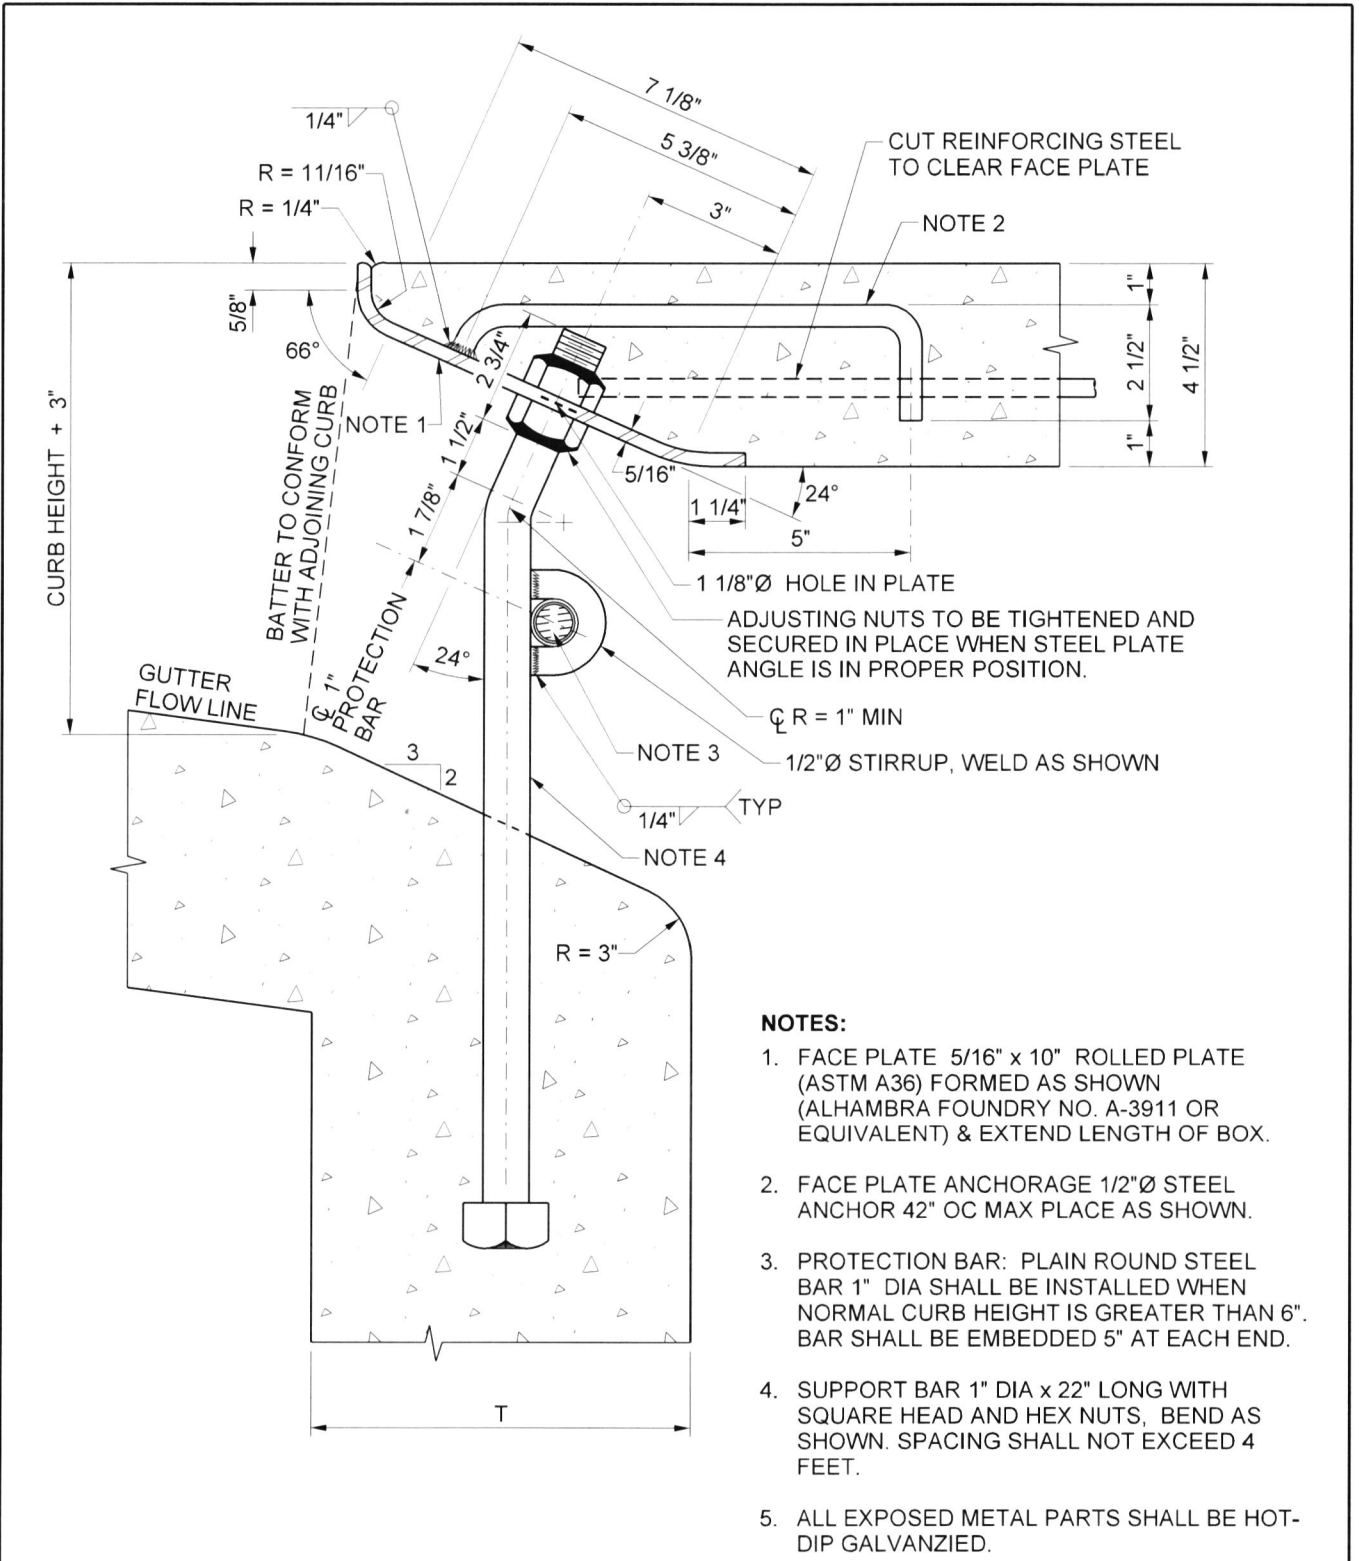 7 1/8"
1/4"
5 3/8"
CUT REINFORCING STEEL
TO CLEAR FACE PLATE
R = 11/16"
R = 1/4"
3"
NOTE 2
5/8"
1"
66°
2 3/4"
2 1/2"
4 1/2"
CURB HEIGHT + 3"
BATTER TO CONFORM
WITH ADJOINING CURB
NOTE 1
1 1/2"
1"
5/16"
1 7/8"
1 1/4"
24°
5"
1 1/8"Ø HOLE IN PLATE
ADJUSTING NUTS TO BE TIGHTENED AND
SECURED IN PLACE WHEN STEEL PLATE
ANGLE IS IN PROPER POSITION.
24°
GUTTER
FLOW LINE
℄ 1"
PROTECTION
BAR
℄ R = 1" MIN
3
2
NOTE 3
1/2"Ø STIRRUP, WELD AS SHOWN
1/4"
TYP
NOTE 4
R = 3"
T
NOTES:
1. FACE PLATE 5/16" x 10" ROLLED PLATE
(ASTM A36) FORMED AS SHOWN
(ALHAMBRA FOUNDRY NO. A-3911 OR
EQUIVALENT) & EXTEND LENGTH OF BOX.
2. FACE PLATE ANCHORAGE 1/2"Ø STEEL
ANCHOR 42" OC MAX PLACE AS SHOWN.
3. PROTECTION BAR: PLAIN ROUND STEEL
BAR 1" DIA SHALL BE INSTALLED WHEN
NORMAL CURB HEIGHT IS GREATER THAN 6".
BAR SHALL BE EMBEDDED 5" AT EACH END.
4. SUPPORT BAR 1" DIA x 22" LONG WITH
SQUARE HEAD AND HEX NUTS, BEND AS
SHOWN. SPACING SHALL NOT EXCEED 4
FEET.
5. ALL EXPOSED METAL PARTS SHALL BE HOT-
DIP GALVANZIED.